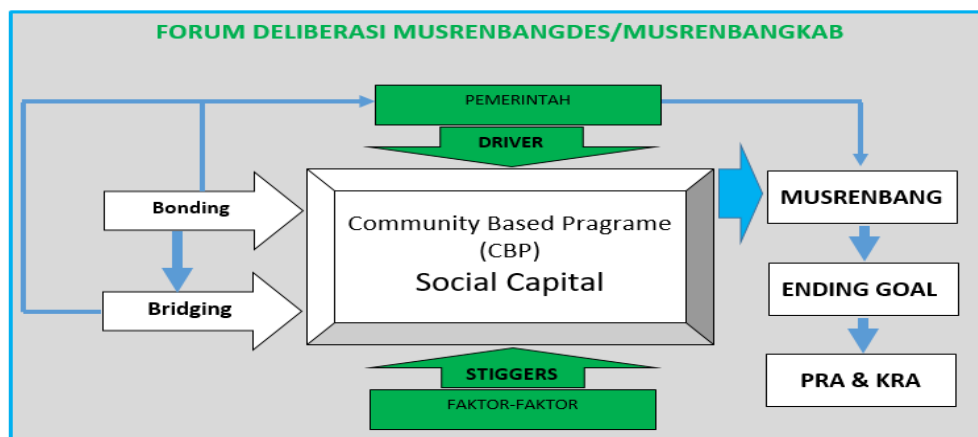 FORUM DELIBERASI MUSRENBANGDES/MUSRENBANGKAB
PEMERINTAH
DRIVER
Bonding
Bridging
Community Based Pragrame
(CBP)
Social Capital
MUSRENBANG
ENDING GOAL
PRA & KRA
STIGGERS
FAKTOR-FAKTOR